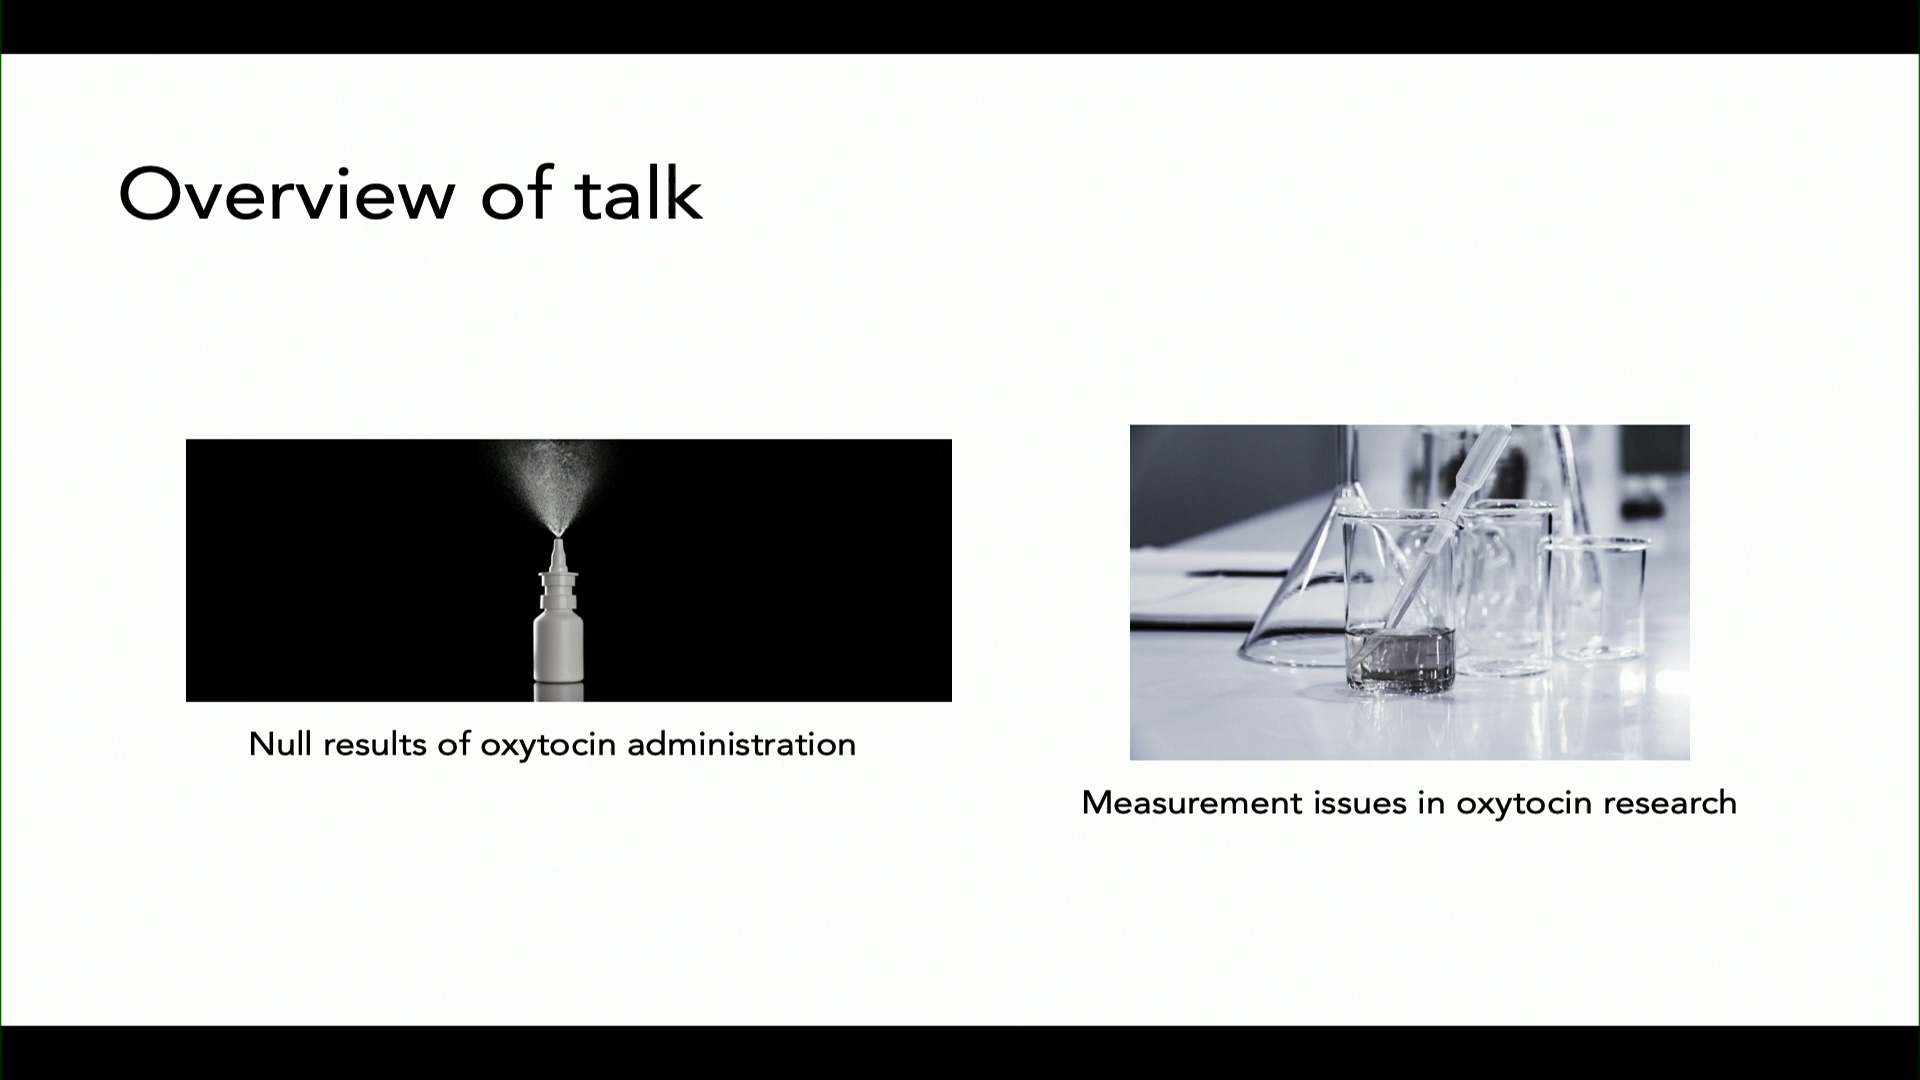 Overview of talk
Null results of oxytocin administration
Measurement issues in oxytocin research